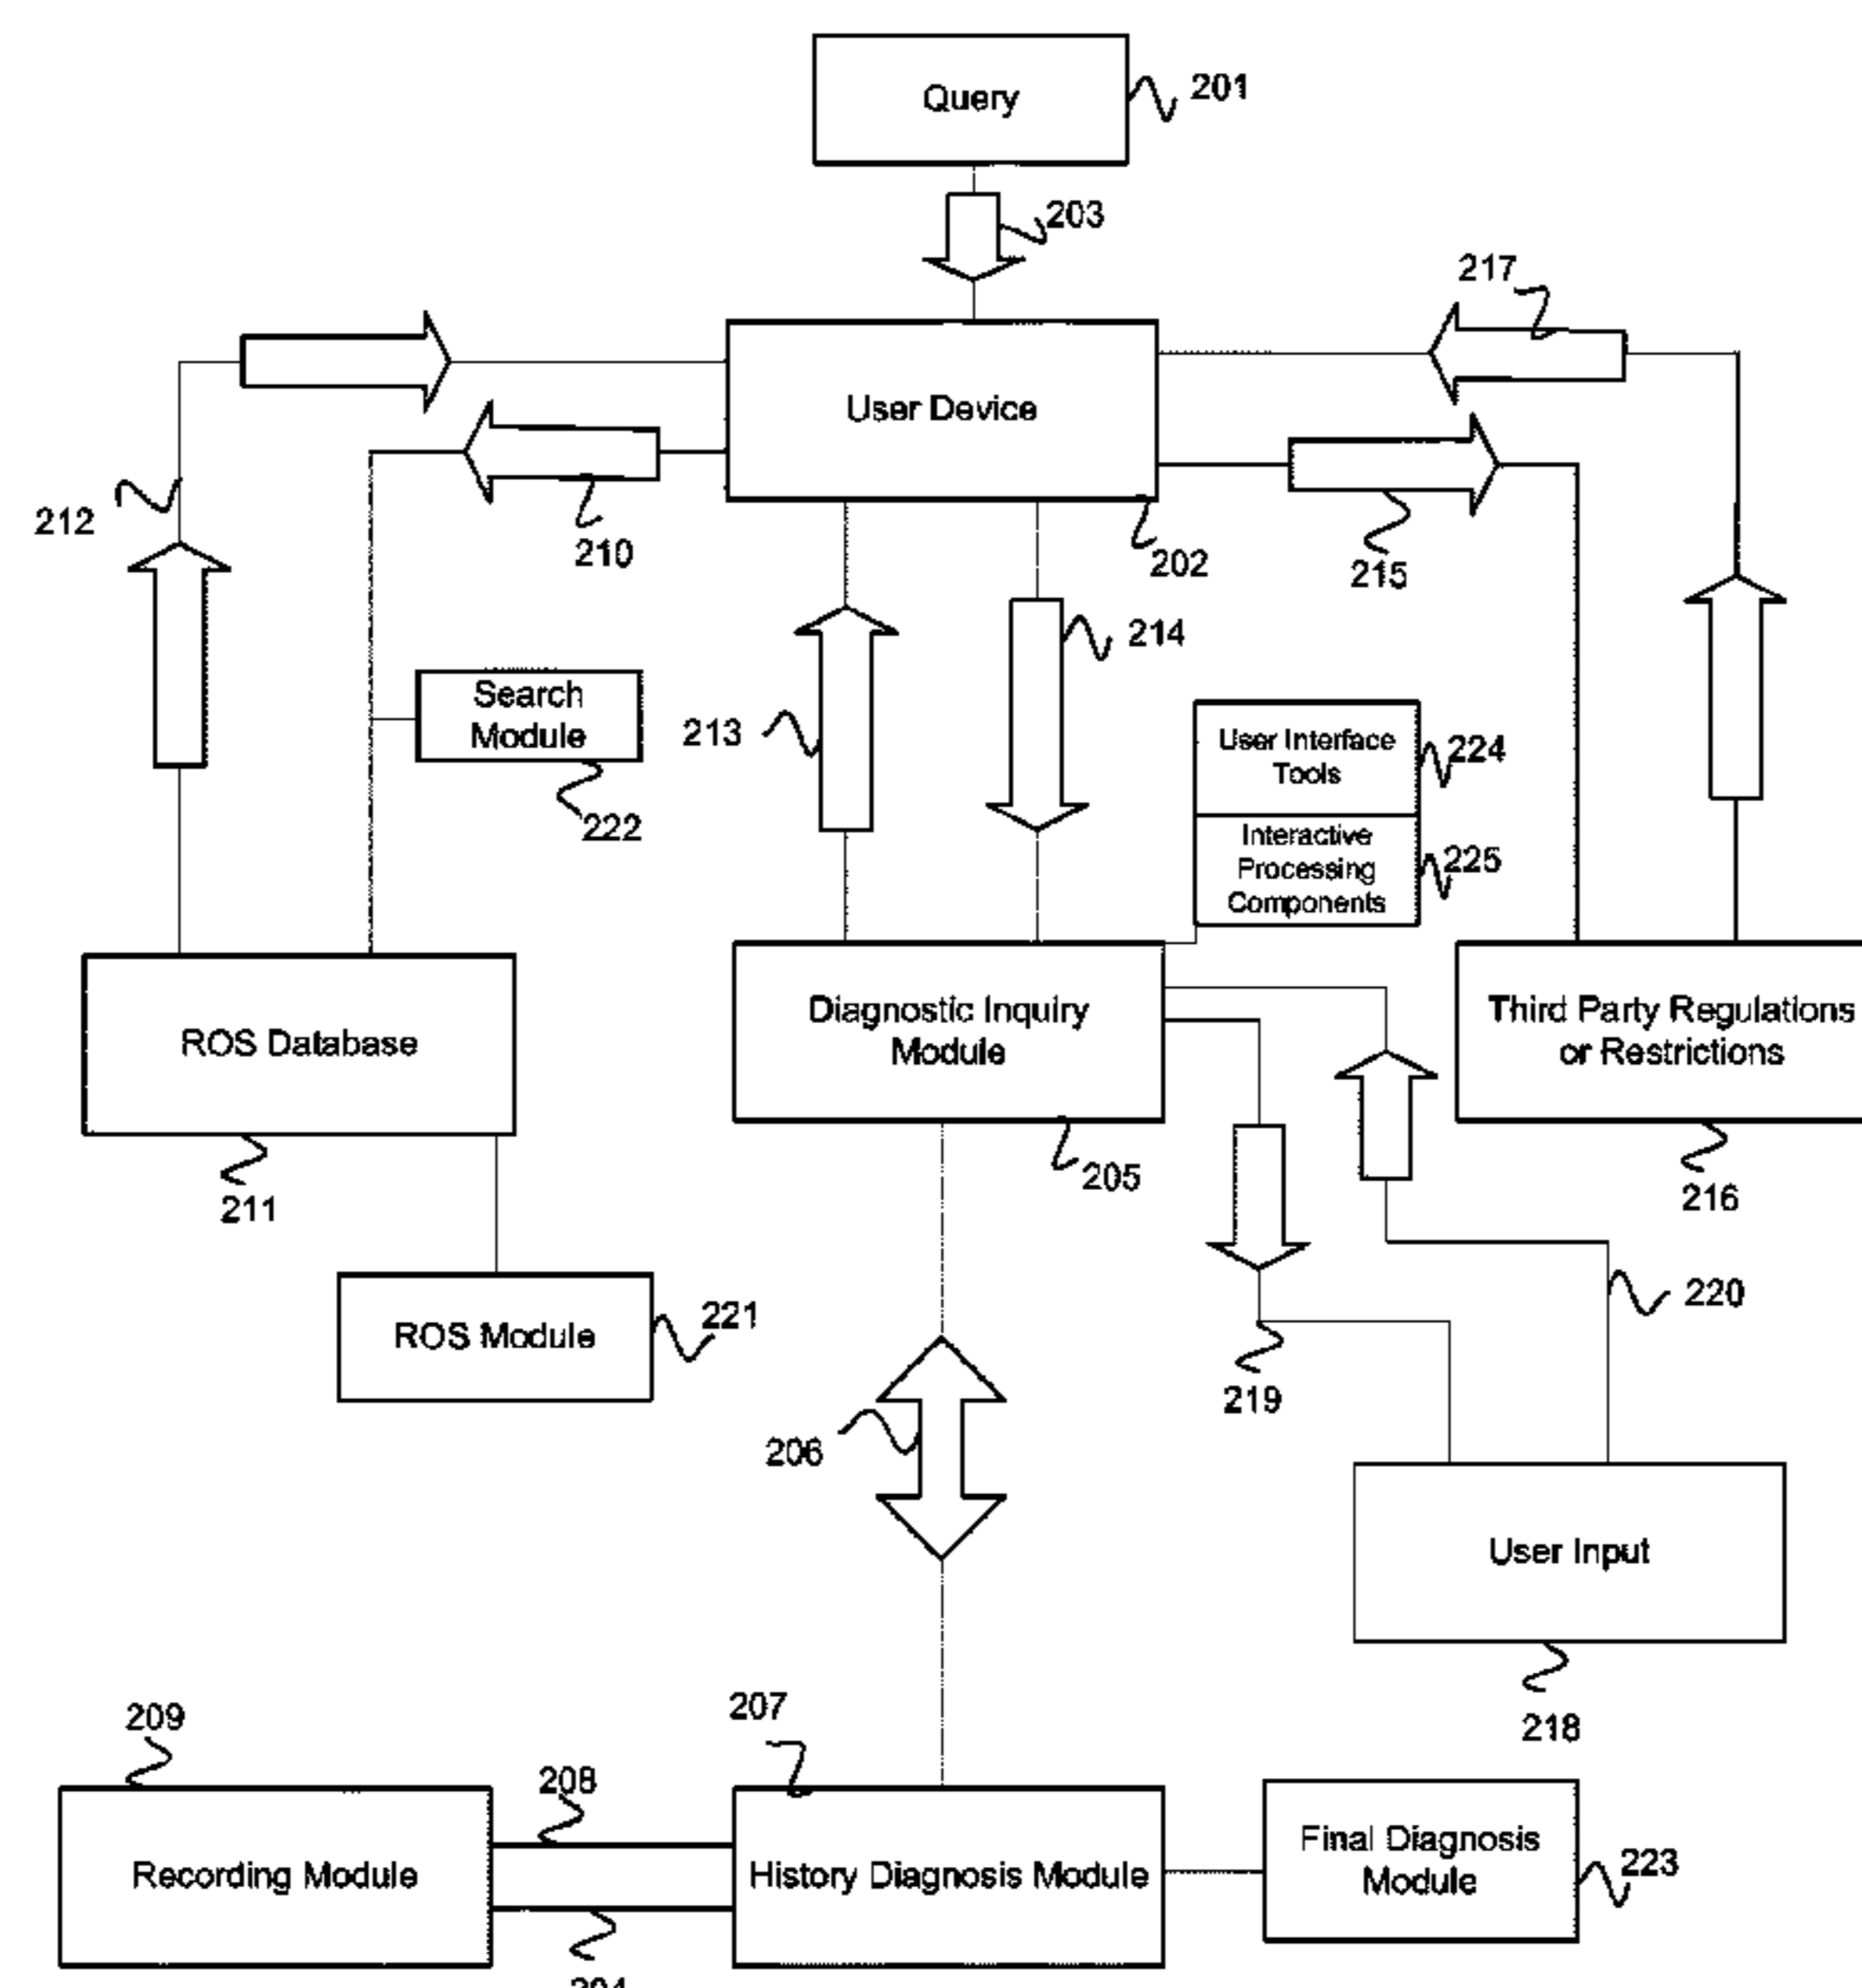 Query
201
203
217
User Device
212
210
202
215
214
Search
Module
213
222
User Interface
Tools
224
Interactive
Processing
Components
225
ROS Database
Diagnostic Inquiry
Module
Third Party Regulations
or Restrictions
211
205
216
ROS Module
221
220
219
206
User Input
218
209
207
208
Recording Module
History Diagnosis Module
Final Diagnosis
Module
223